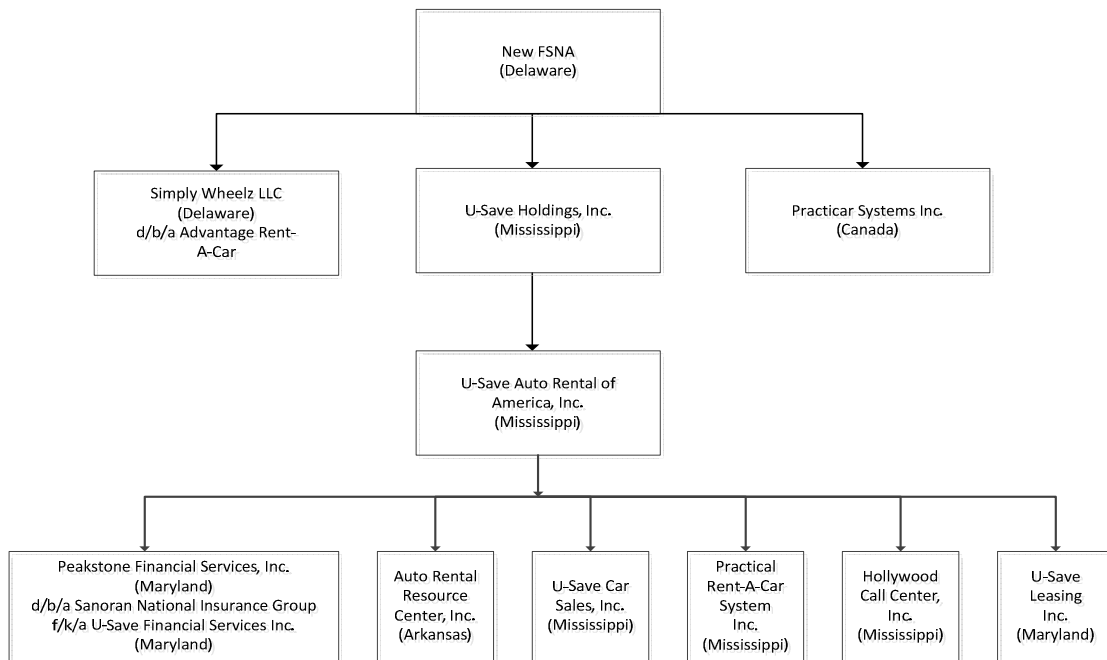 New FSNA
(Delaware)
Simply Wheelz LLC
(Delaware)
d/b/a Advantage Rent-
A-Car
U-Save Holdings, Inc.
(Mississippi)
Practicar Systems Inc.
(Canada)
U-Save Auto Rental of
America, Inc.
(Mississippi)
Peakstone Financial Services, Inc.
(Maryland)
d/b/a Sanoran National Insurance Group
f/k/a U-Save Financial Services Inc.
(Maryland)
Auto Rental
Resource
Center, Inc.
(Arkansas)
U-Save Car
Sales, Inc.
(Mississippi)
Practical
Rent-A-Car
System
Inc.
(Mississippi)
Hollywood
Call Center,
Inc.
(Mississippi)
U-Save
Leasing
Inc.
(Maryland)